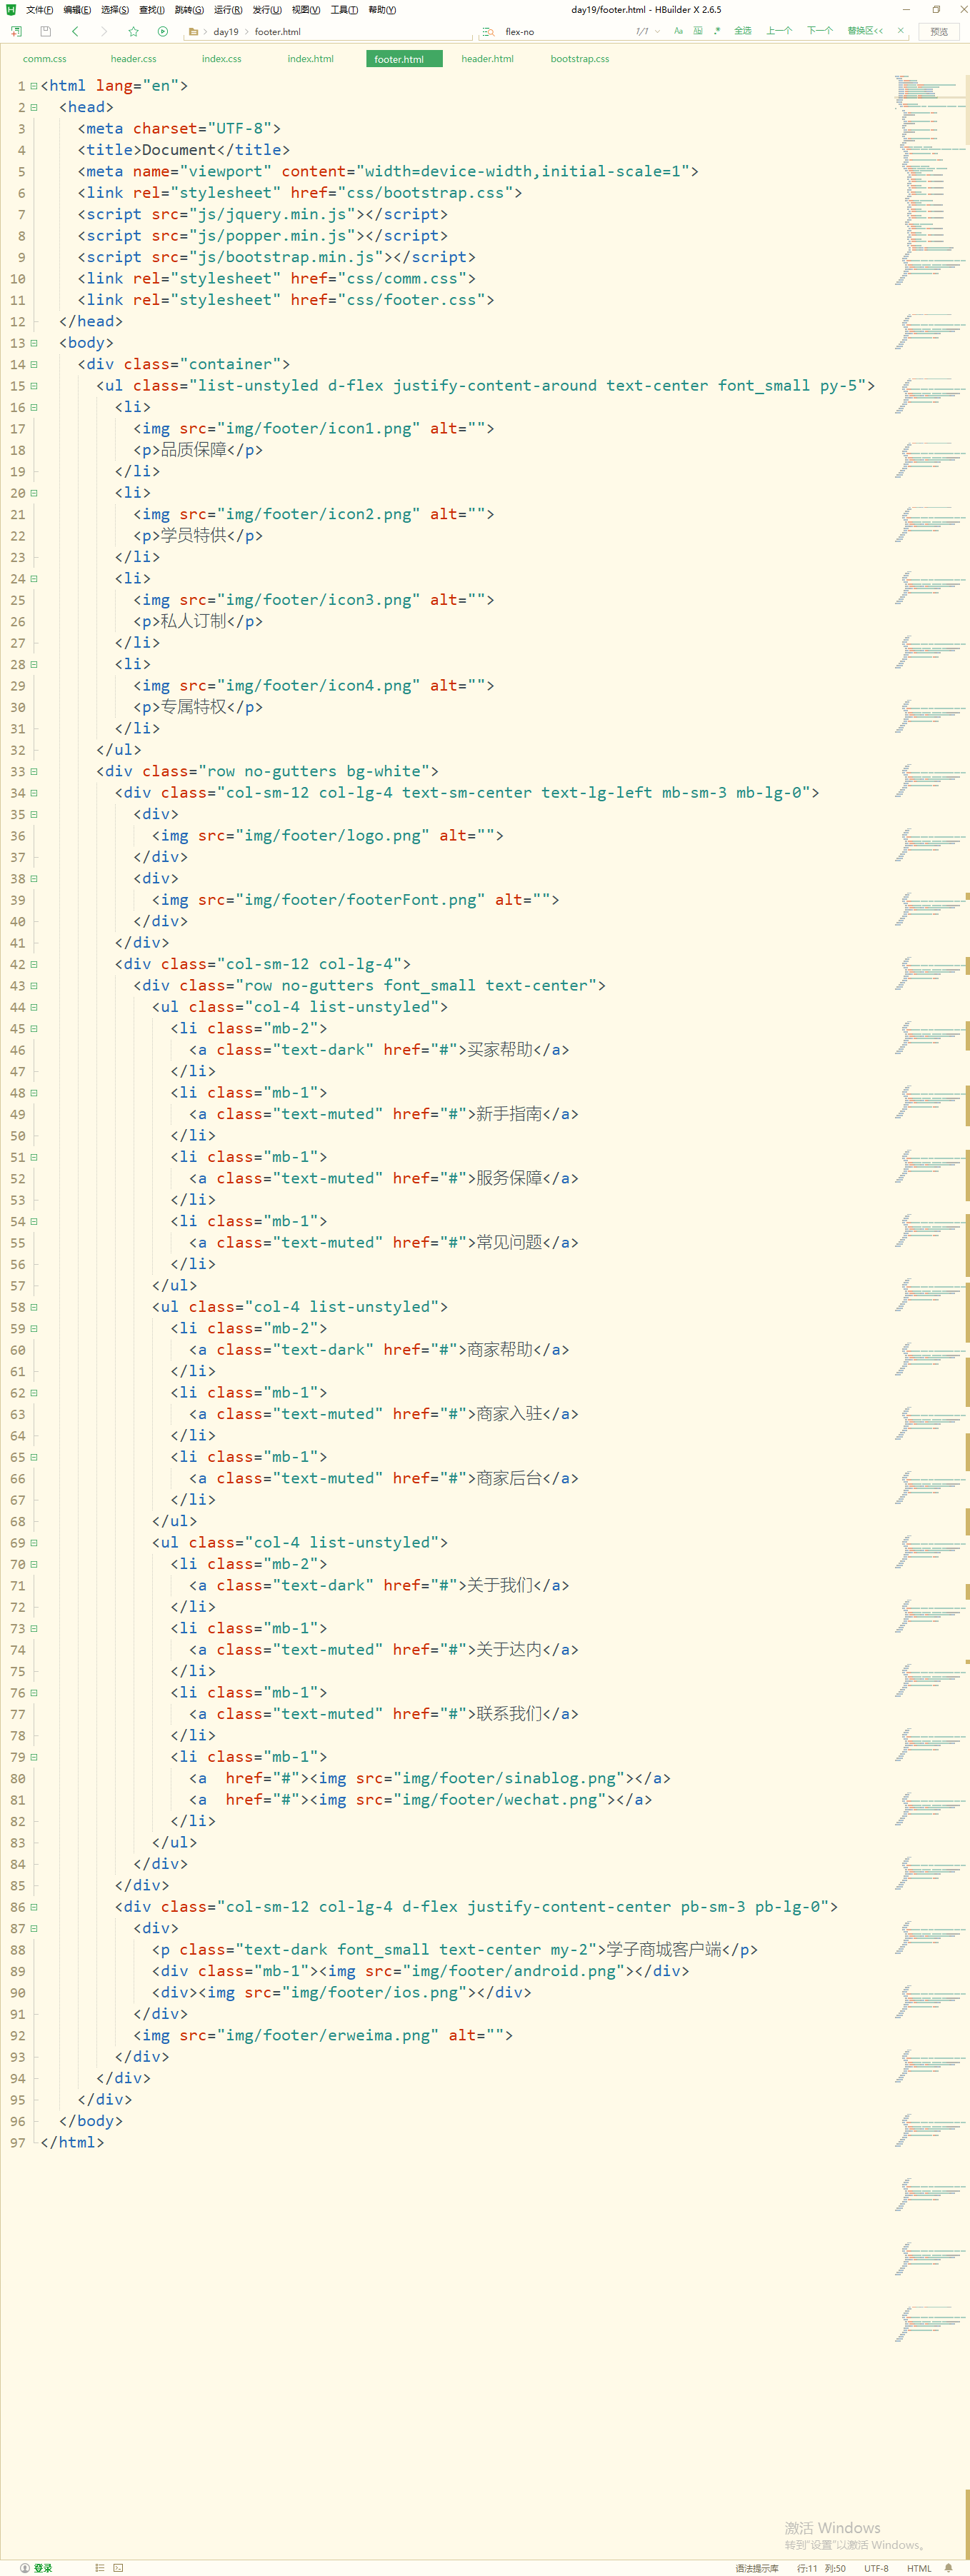 文件(F) 编辑(E) 选择(S) 查找(I) 跳转(G) 运行(R) 发行(U) 视图(V) 工具(T) 帮助(Y) day19/footer.html - HBuilder X 2.6.5
day19 footer.html flex-no 1/1 Aa 全选 上一个 下一个 替换区<< 预览
comm.css header.css index.css index.html footer.html header.html bootstrap.css
1 <html lang="en">
2 <head>
3 <meta charset="UTF-8">
4 <title>Document</title>
5 <meta name="viewport" content="width=device-width,initial-scale=1">
6 <link rel="stylesheet" href="css/bootstrap.css">
7 <script src="js/jquery.min.js"></script>
8 <script src="js/popper.min.js"></script>
9 <script src="js/bootstrap.min.js"></script>
10 <link rel="stylesheet" href="css/comm.css">
11 <link rel="stylesheet" href="css/footer.css">
12 </head>
13 <body>
14 <div class="container">
15 <ul class="list-unstyled d-flex justify-content-around text-center font_small py-5">
16 <li>
17 <img src="img/footer/icon1.png" alt="">
18 <p>品质保障</p>
19 </li>
20 <li>
21 <img src="img/footer/icon2.png" alt="">
22 <p>学员特供</p>
23 </li>
24 <li>
25 <img src="img/footer/icon3.png" alt="">
26 <p>私人订制</p>
27 </li>
28 <li>
29 <img src="img/footer/icon4.png" alt="">
30 <p>专属特权</p>
31 </li>
32 </ul>
33 <div class="row no-gutters bg-white">
34 <div class="col-sm-12 col-lg-4 text-sm-center text-lg-left mb-sm-3 mb-lg-0">
35 <div>
36 <img src="img/footer/logo.png" alt="">
37 </div>
38 <div>
39 <img src="img/footer/footerFont.png" alt="">
40 </div>
41 </div>
42 <div class="col-sm-12 col-lg-4">
43 <div class="row no-gutters font_small text-center">
44 <ul class="col-4 list-unstyled">
45 <li class="mb-2">
46 <a class="text-dark" href="#">买家帮助</a>
47 </li>
48 <li class="mb-1">
49 <a class="text-muted" href="#">新手指南</a>
50 </li>
51 <li class="mb-1">
52 <a class="text-muted" href="#">服务保障</a>
53 </li>
54 <li class="mb-1">
55 <a class="text-muted" href="#">常见问题</a>
56 </li>
57 </ul>
58 <ul class="col-4 list-unstyled">
59 <li class="mb-2">
60 <a class="text-dark" href="#">商家帮助</a>
61 </li>
62 <li class="mb-1">
63 <a class="text-muted" href="#">商家入驻</a>
64 </li>
65 <li class="mb-1">
66 <a class="text-muted" href="#">商家后台</a>
67 </li>
68 </ul>
69 <ul class="col-4 list-unstyled">
70 <li class="mb-2">
71 <a class="text-dark" href="#">关于我们</a>
72 </li>
73 <li class="mb-1">
74 <a class="text-muted" href="#">关于达内</a>
75 </li>
76 <li class="mb-1">
77 <a class="text-muted" href="#">联系我们</a>
78 </li>
79 <li class="mb-1">
80 <a  href="#"><img src="img/footer/sinablog.png"></a>
81 <a  href="#"><img src="img/footer/wechat.png"></a>
82 </li>
83 </ul>
84 </div>
85 </div>
86 <div class="col-sm-12 col-lg-4 d-flex justify-content-center pb-sm-3 pb-lg-0">
87 <div>
88 <p class="text-dark font_small text-center my-2">学子商城客户端</p>
89 <div class="mb-1"><img src="img/footer/android.png"></div>
90 <div><img src="img/footer/ios.png"></div>
91 </div>
92 <img src="img/footer/erweima.png" alt="">
93 </div>
94 </div>
95 </div>
96 </body>
97 </html>
激活 Windows
转到"设置"以激活 Windows。
登录 语法提示库 行:11 列:50 UTF-8 HTML